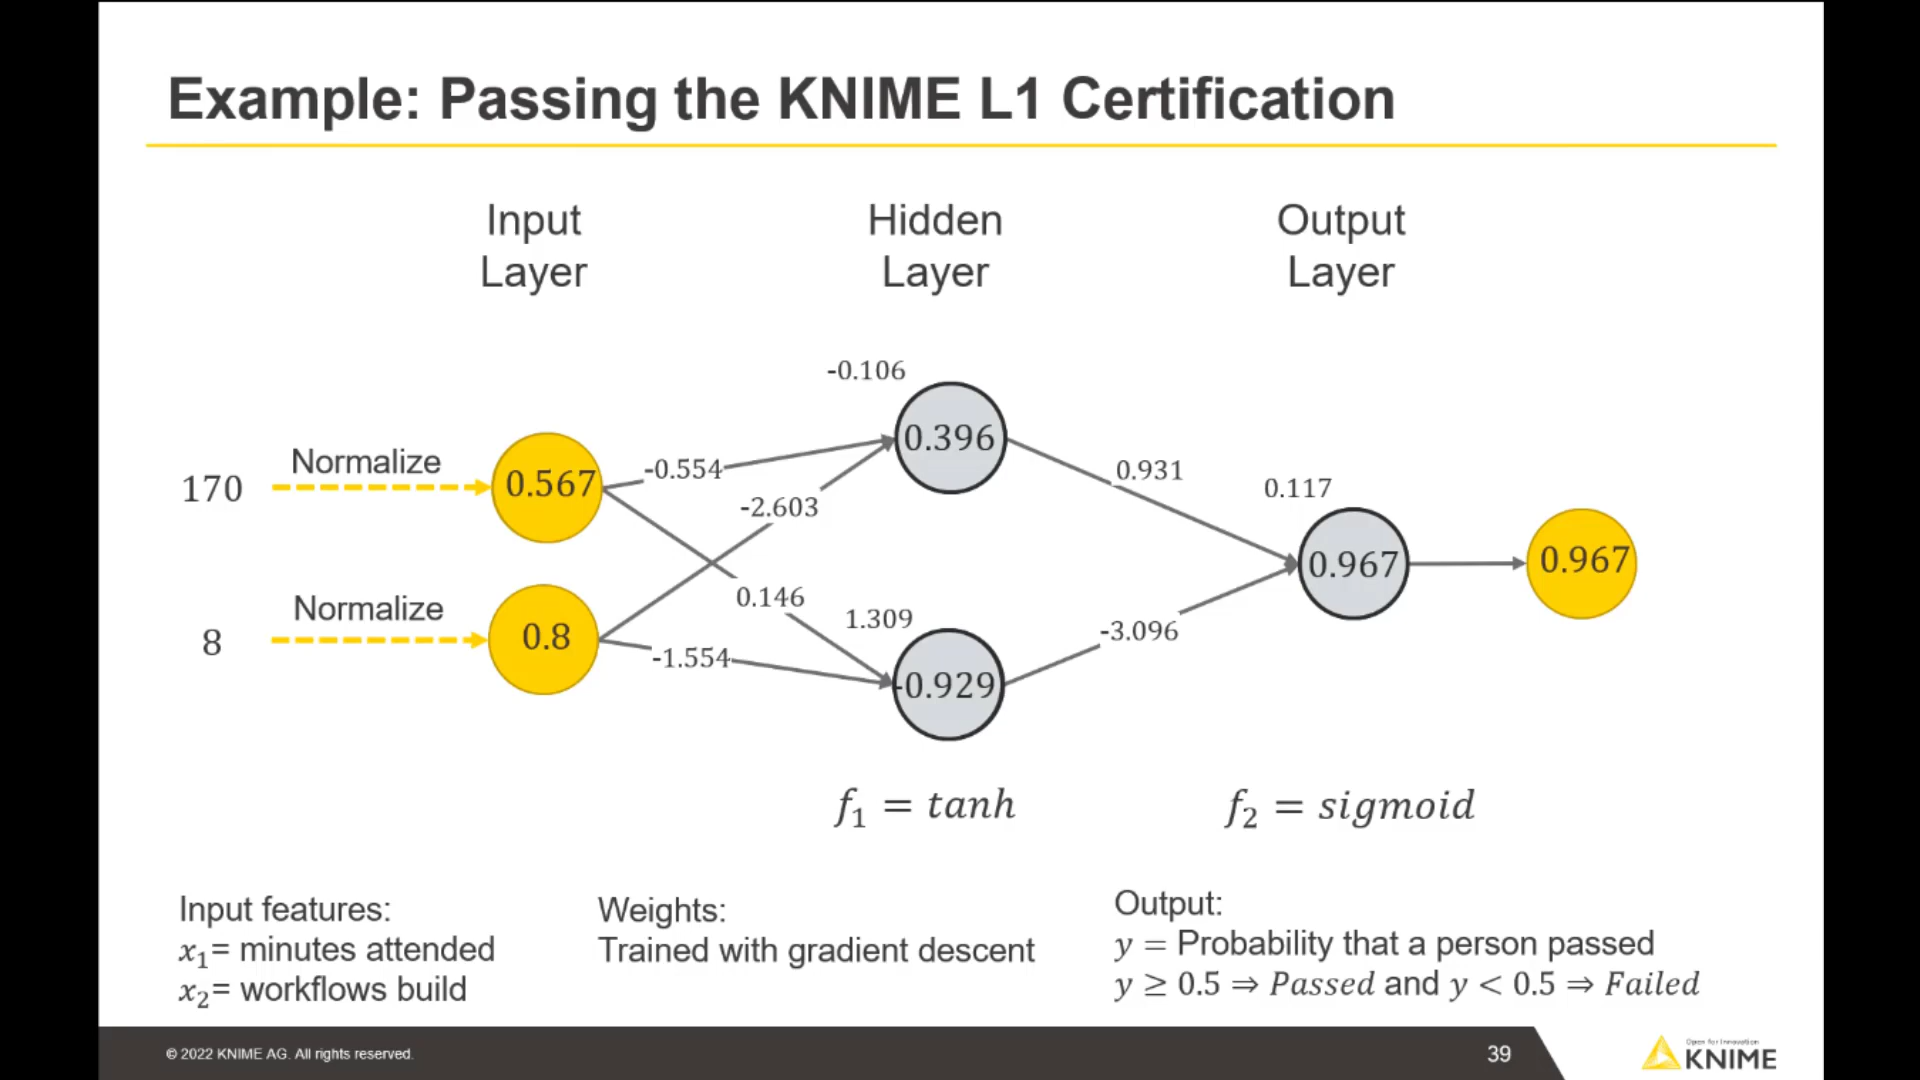 Example: Passing the KNIME L1 Certification
Input
Layer
Hidden
Layer
Output
Layer
-0.106
170
Normalize
0.567
-0.554
-2.603
0.396
0.931
0.117
0.967
0.967
8
Normalize
0.8
0.146
-1.554
1.309
-0.929
-3.096
f₁ = tanh
f₂ = sigmoid
Input features:
x₁= minutes attended
x₂= workflows build
Weights:
Trained with gradient descent
Output:
y = Probability that a person passed
y ≥ 0.5 ⇒ Passed and y < 0.5 ⇒ Failed
© 2022 KNIME AG. All rights reserved.
39
Open for Innovation
KNIME